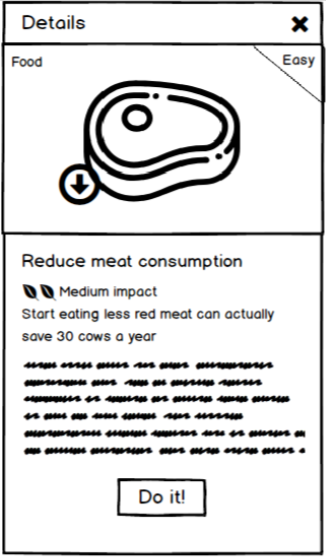 Details
Food
Easy
Reduce meat consumption
Medium impact
Start eating less red meat can actually
save 30 cows a year
Do it!